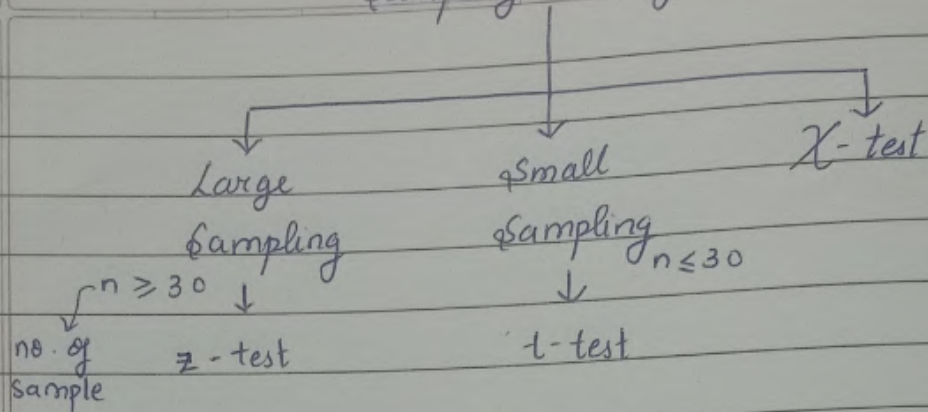 Large
Sampling
n ≥ 30
no. of
sample
z - test
Small
Sampling
n ≤ 30
t - test
X - test